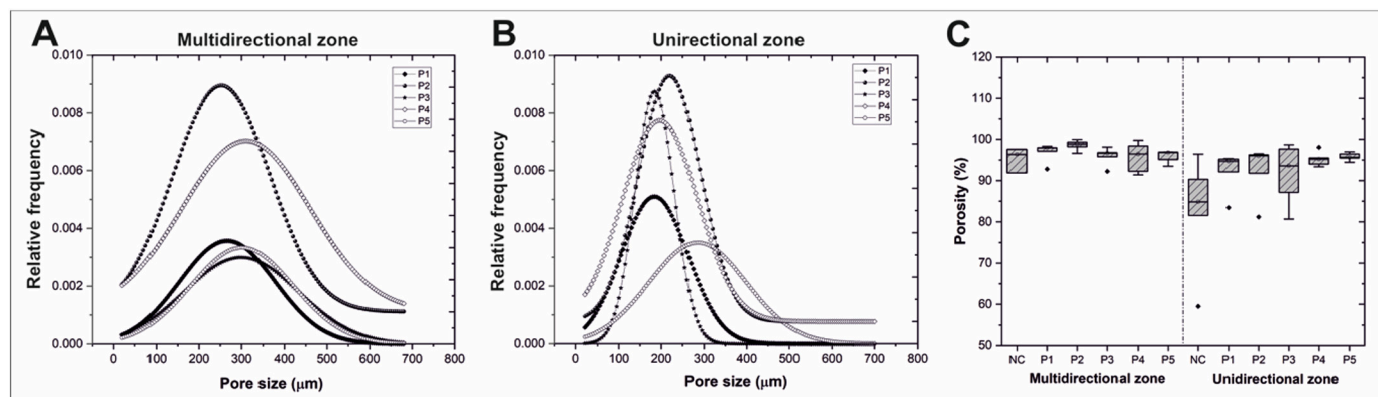 A
Multidirectional zone
0.010
0.008
0.006
0.004
0.002
0.000
Relative frequency
P1
P2
P3
P4
P5
0 100 200 300 400 500 600 700 800
Pore size (μm)
B
Unirectional zone
0.010
0.008
0.006
0.004
0.002
0.000
Relative frequency
P1
P2
P3
P4
P5
0 100 200 300 400 500 600 700 800
Pore size (μm)
C
120
110
100
90
80
70
60
50
Porosity (%)
NC P1 P2 P3 P4 P5 NC P1 P2 P3 P4 P5
Multidirectional zone Unidirectional zone